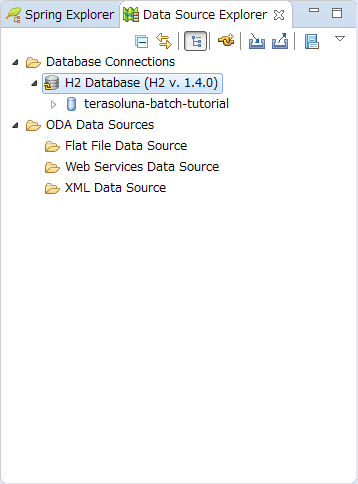 Spring Explorer
Data Source Explorer
Database Connections
H2 Database (H2 v. 1.4.0)
terasoluna-batch-tutorial
ODA Data Sources
Flat File Data Source
Web Services Data Source
XML Data Source